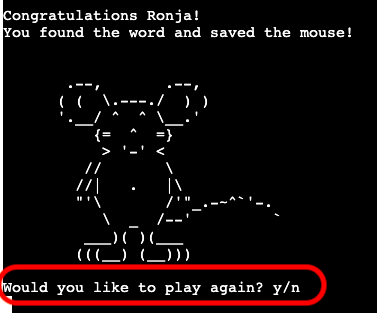 Congratulations Ronja!
You found the word and saved the mouse!
Would you like to play again? y/n